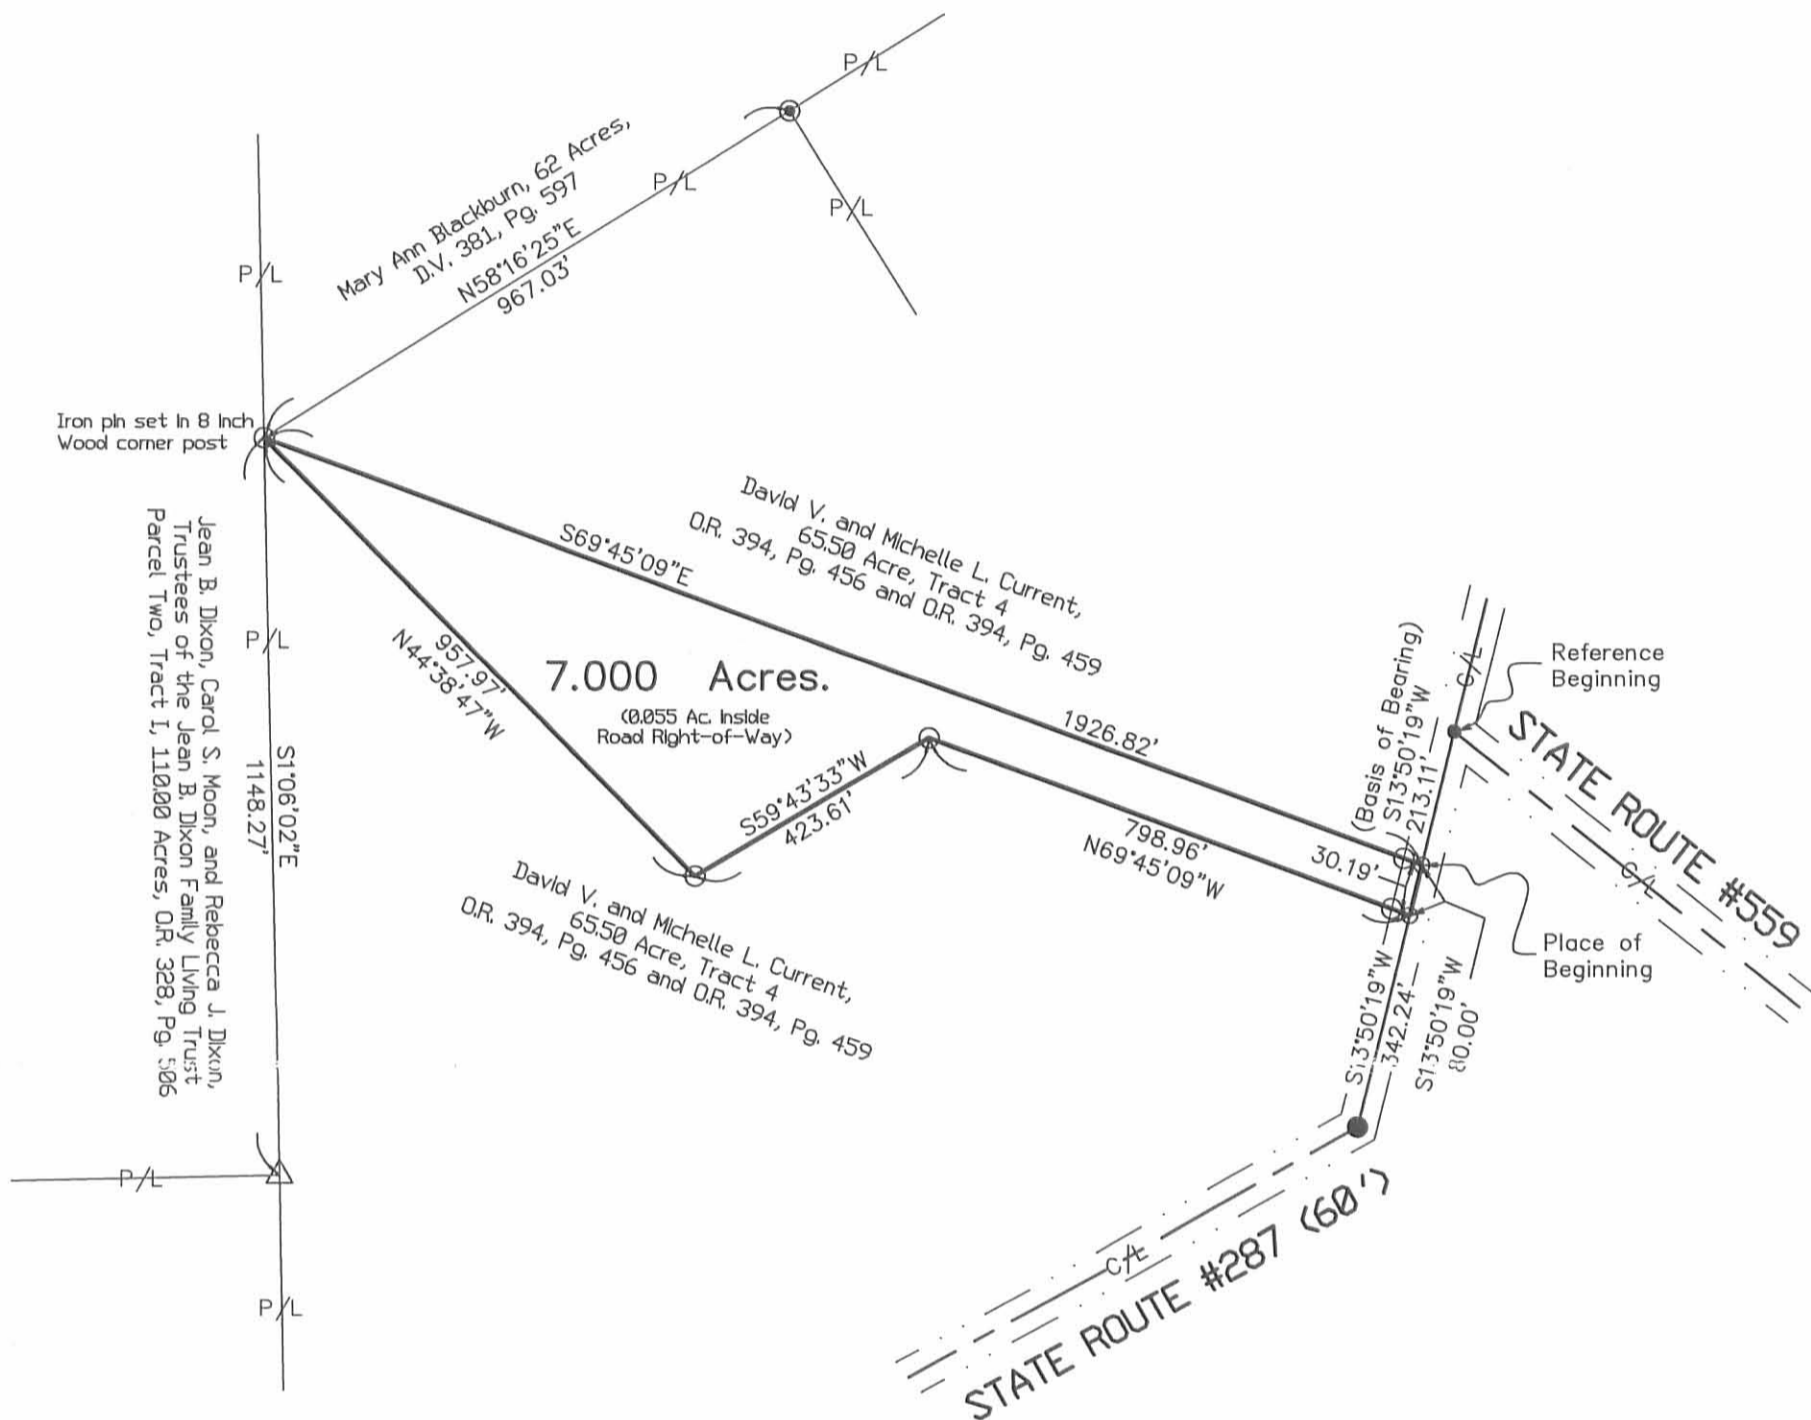 P/L
P/L
Mary Ann Blackburn, 62 Acres,
D.V. 381, Pg. 597
N58°16'25"E
967.03'
P/L
P/L
Iron pin set in 8 Inch
Wood corner post
Jean B. Dixon, Carol S. Moon, and Rebecca J. Dixon,
Trustees of the Jean B. Dixon Family Living Trust
Parcel Two, Tract I, 110.00 Acres, O.R. 328, Pg. 506
P/L
S1°06'02"E
1148.27'
S69°45'09"E
1926.82'
David V. and Michelle L. Current,
65.50 Acre, Tract 4
O.R. 394, Pg. 456 and O.R. 394, Pg. 459
957.97'
N44°38'47"W
7.000 Acres.
(0.055 Ac. Inside
Road Right-of-Way)
S59°43'33"W
423.61'
798.96'
N69°45'09"W
30.19'
David V. and Michelle L. Current,
65.50 Acre, Tract 4
O.R. 394, Pg. 456 and O.R. 394, Pg. 459
(Basis of Bearing)
S13°50'19"W
213.11'
C/L
Reference
Beginning
STATE ROUTE #559
C/L
Place of
Beginning
S13°50'19"W
342.24'
S13°50'19"W
80.00'
C/L
STATE ROUTE #287 (60')
P/L
P/L